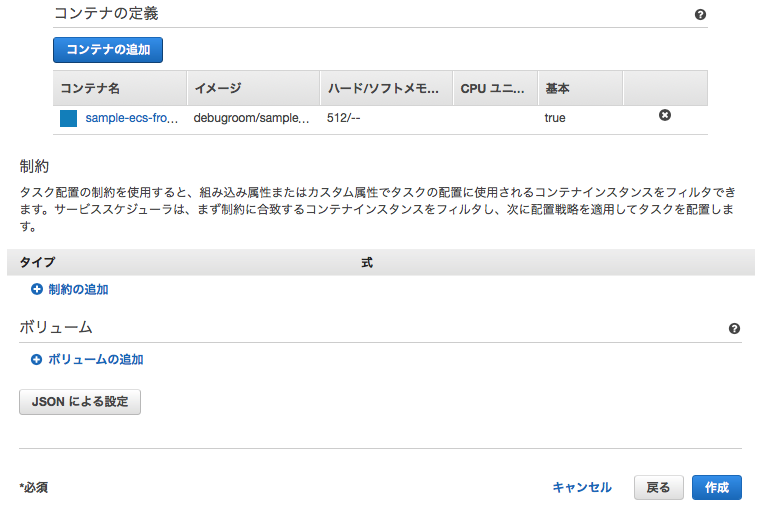 コンテナの定義
コンテナの追加
コンテナ名 イメージ ハード/ソフトメモ... CPU ユニ... 基本
sample-ecs-fro... debugroom/sample... 512/-- true
制約
タスク配置の制約を使用すると、組み込み属性またはカスタム属性でタスクの配置に使用されるコンテナインスタンスをフィルタでき
ます。サービススケジューラは、まず制約に合致するコンテナインスタンスをフィルタし、次に配置戦略を適用してタスクを配置しま
す。
タイプ 式
制約の追加
ボリューム
ボリュームの追加
JSON による設定
*必須 キャンセル 戻る 作成